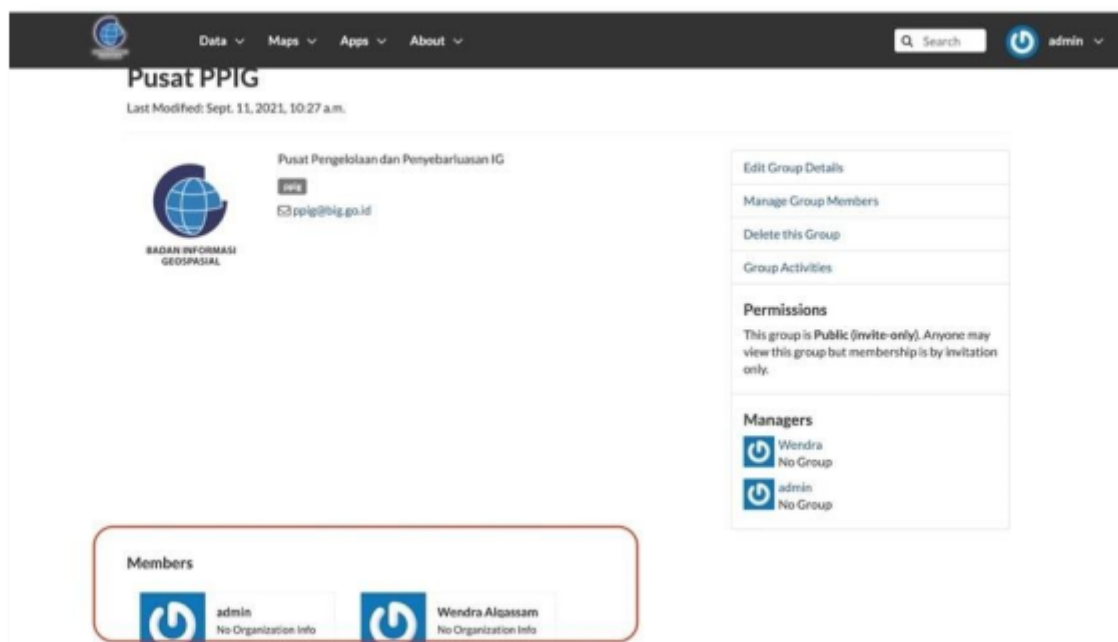 Data Maps Apps About Search admin
Pusat PPIG
Last Modified: Sept. 11, 2021, 10:27 a.m.
Pusat Pengelolaan dan Penyebarluasan IG
ppig
ppig@big.go.id
BADAN INFORMASI
GEOSPASIAL
Edit Group Details
Manage Group Members
Delete this Group
Group Activities
Permissions
This group is Public (invite-only). Anyone may
view this group but membership is by invitation
only.
Managers
Wendra
No Group
admin
No Group
Members
admin
No Organization Info
Wendra Alqassam
No Organization Info